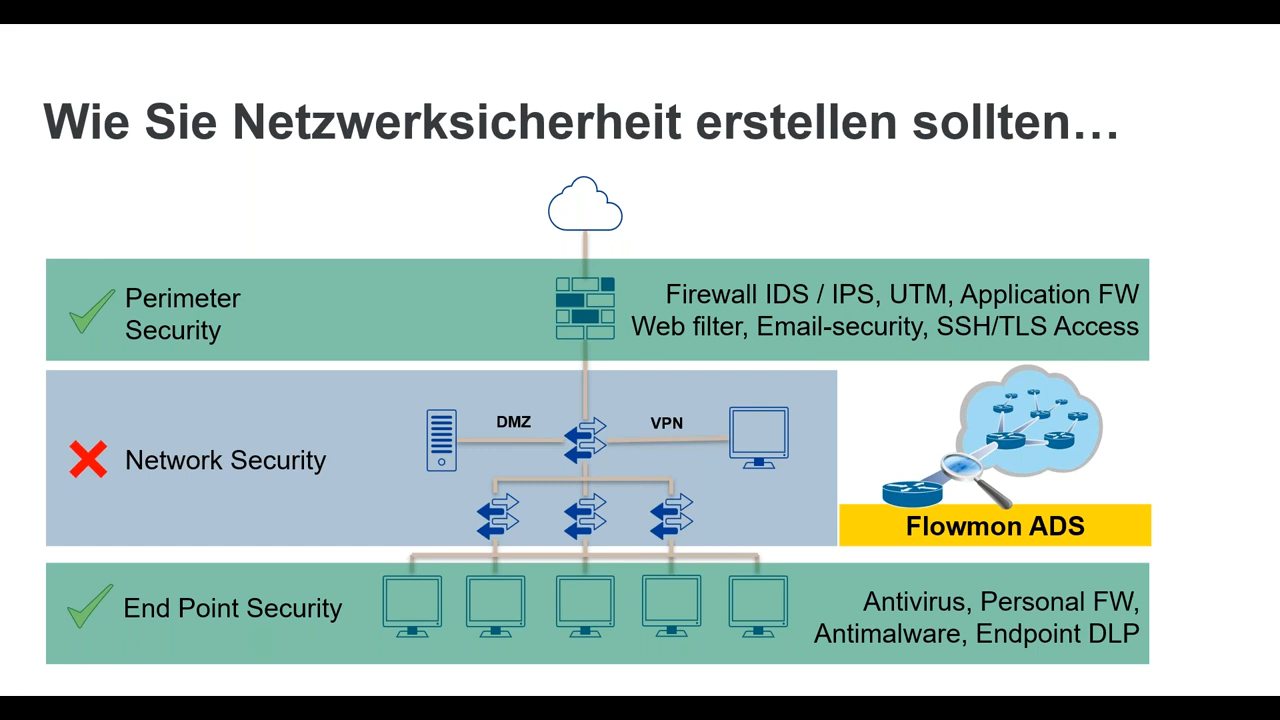 Wie Sie Netzwerksicherheit erstellen sollten…
Perimeter
Security
Firewall IDS / IPS, UTM, Application FW
Web filter, Email-security, SSH/TLS Access
DMZ
VPN
Network Security
Flowmon ADS
End Point Security
Antivirus, Personal FW,
Antimalware, Endpoint DLP